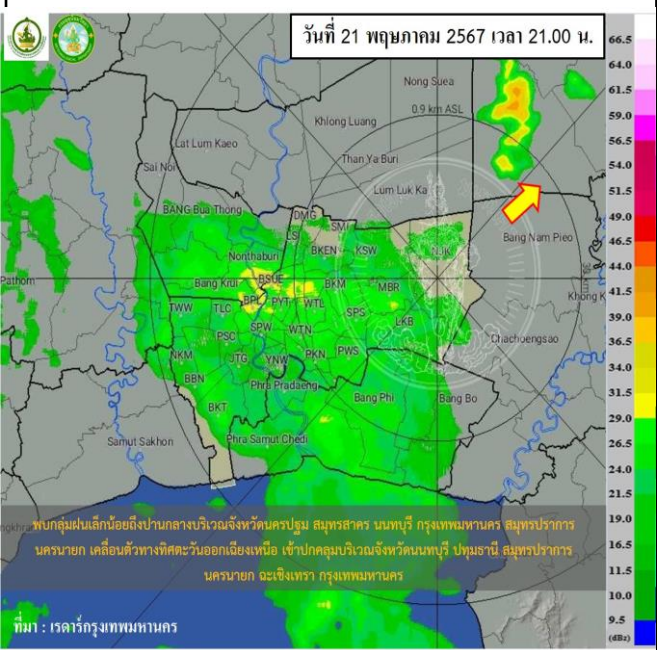 วันที่ 21 พฤษภาคม 2567 เวลา 21.00 น.
66.5
64.0
61.5
59.0
56.5
54.0
51.5
49.0
46.5
44.0
41.5
39.0
36.5
34.0
31.5
29.0
26.5
24.0
21.5
19.0
16.5
14.0
11.5
10.0
9.5
(dBz)
Nong Suea
0.9 km ASL
Khlong Luang
Lat Lum Kaeo
Than Ya Buri
Sai Noi
Lum Luk Ka
BANG Bua Thong
DMG
SMI
LSI
Bang Nam Pieo
Nonthaburi
BKEN
KSW
NJK
Pathom
Bang Krui
BSUE
BKM
MBR
Khong K
BPL
PYT
WTL
TWW
TLC
SPS
LKB
SPW
WTN
PSC
Chachoengsao
NKM
JTG
YNW
PKN
PWS
BBN
Phra Pradaeng
Bang Phi
Bang Bo
BKT
Samut Sakhon
Phra Samut Chedi
พบกลุ่มฝนเล็กน้อยถึงปานกลางบริเวณจังหวัดนครปฐม สมุทรสาคร นนทบุรี กรุงเทพมหานคร สมุทรปราการ
นครนายก เคลื่อนตัวทางทิศตะวันออกเฉียงเหนือ เข้าปกคลุมบริเวณจังหวัดนนทบุรี ปทุมธานี สมุทรปราการ
นครนายก ฉะเชิงเทรา กรุงเทพมหานคร
ที่มา : เรดาร์กรุงเทพมหานคร